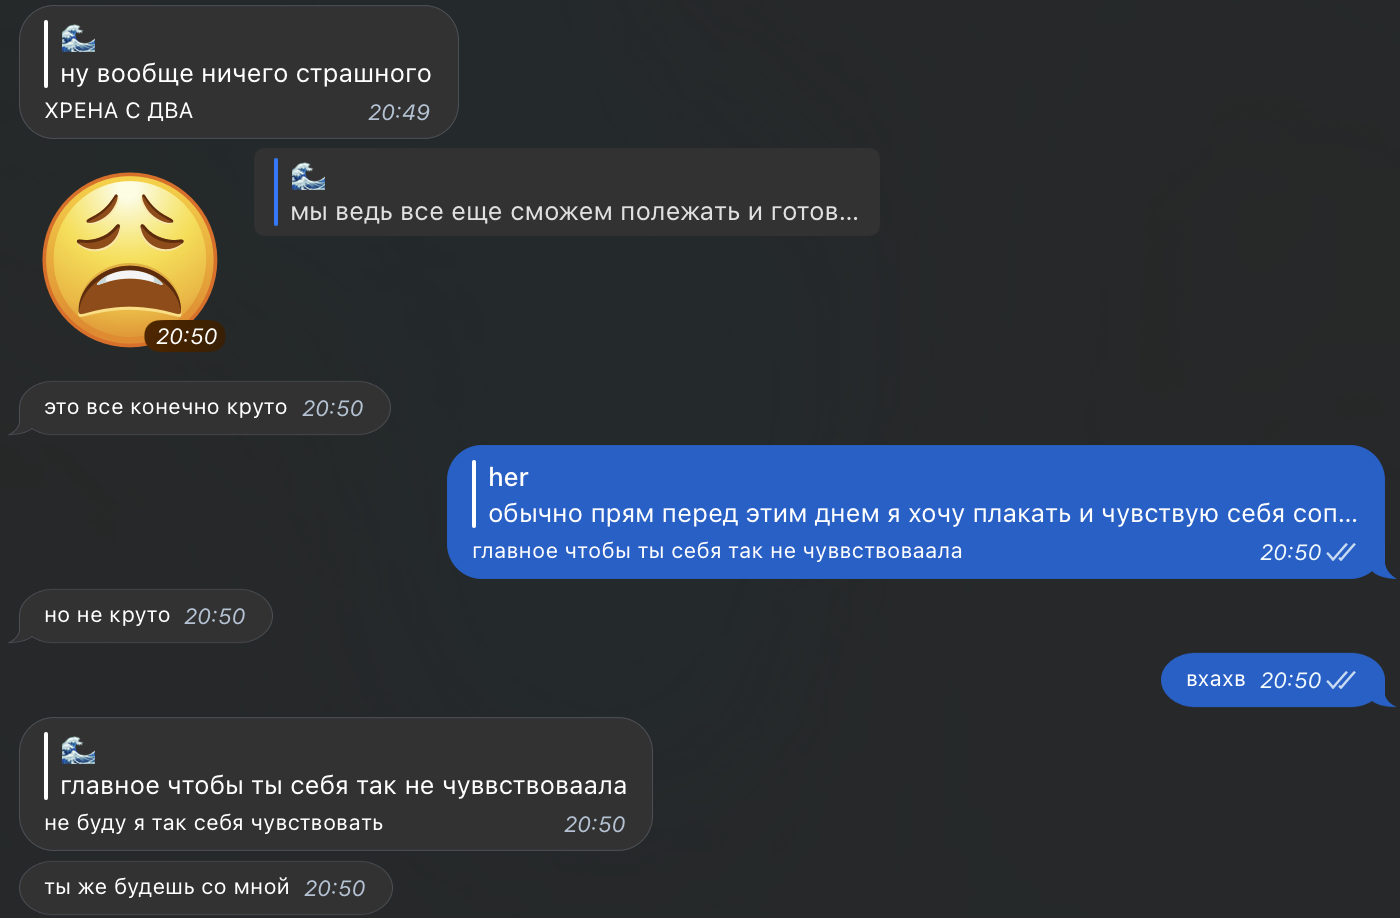 🌊
ну вообще ничего страшного
ХРЕНА С ДВА 20:49
🌊
мы ведь все еще сможем полежать и готов...
20:50
это все конечно круто 20:50
her
обычно прям перед этим днем я хочу плакать и чувствую себя соп...
главное чтобы ты себя так не чуввствоваала 20:50
но не круто 20:50
вхахв 20:50
🌊
главное чтобы ты себя так не чуввствоваала
не буду я так себя чувствовать 20:50
ты же будешь со мной 20:50